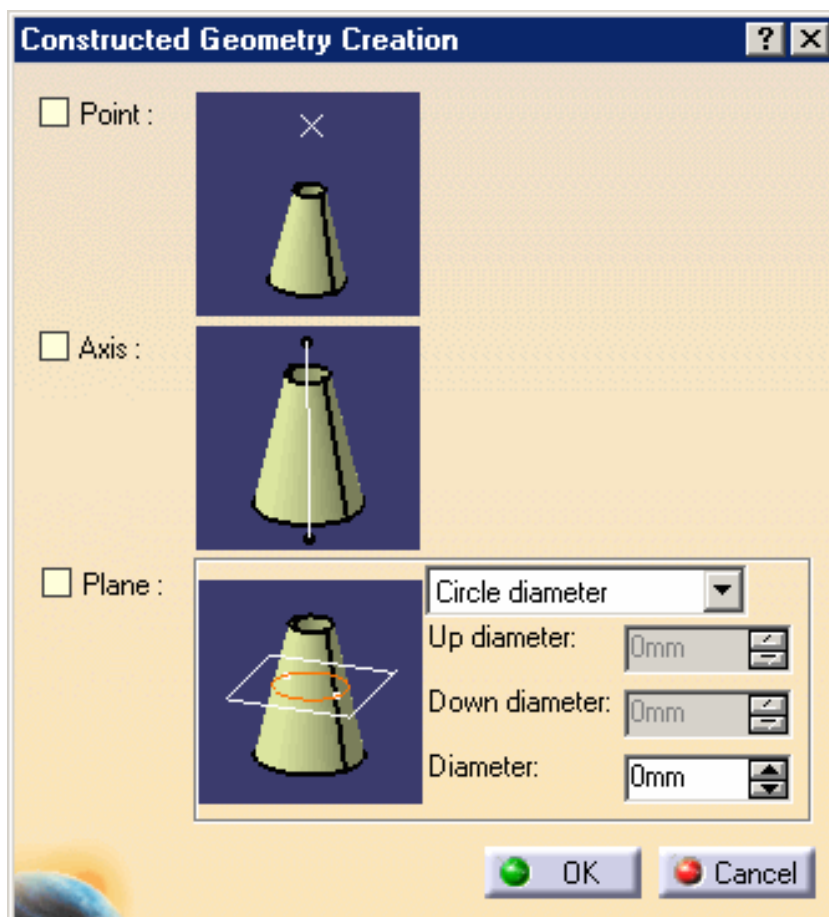 Constructed Geometry Creation
Point :
Axis :
Plane :
Circle diameter
Up diameter: 0mm
Down diameter: 0mm
Diameter: 0mm
OK Cancel